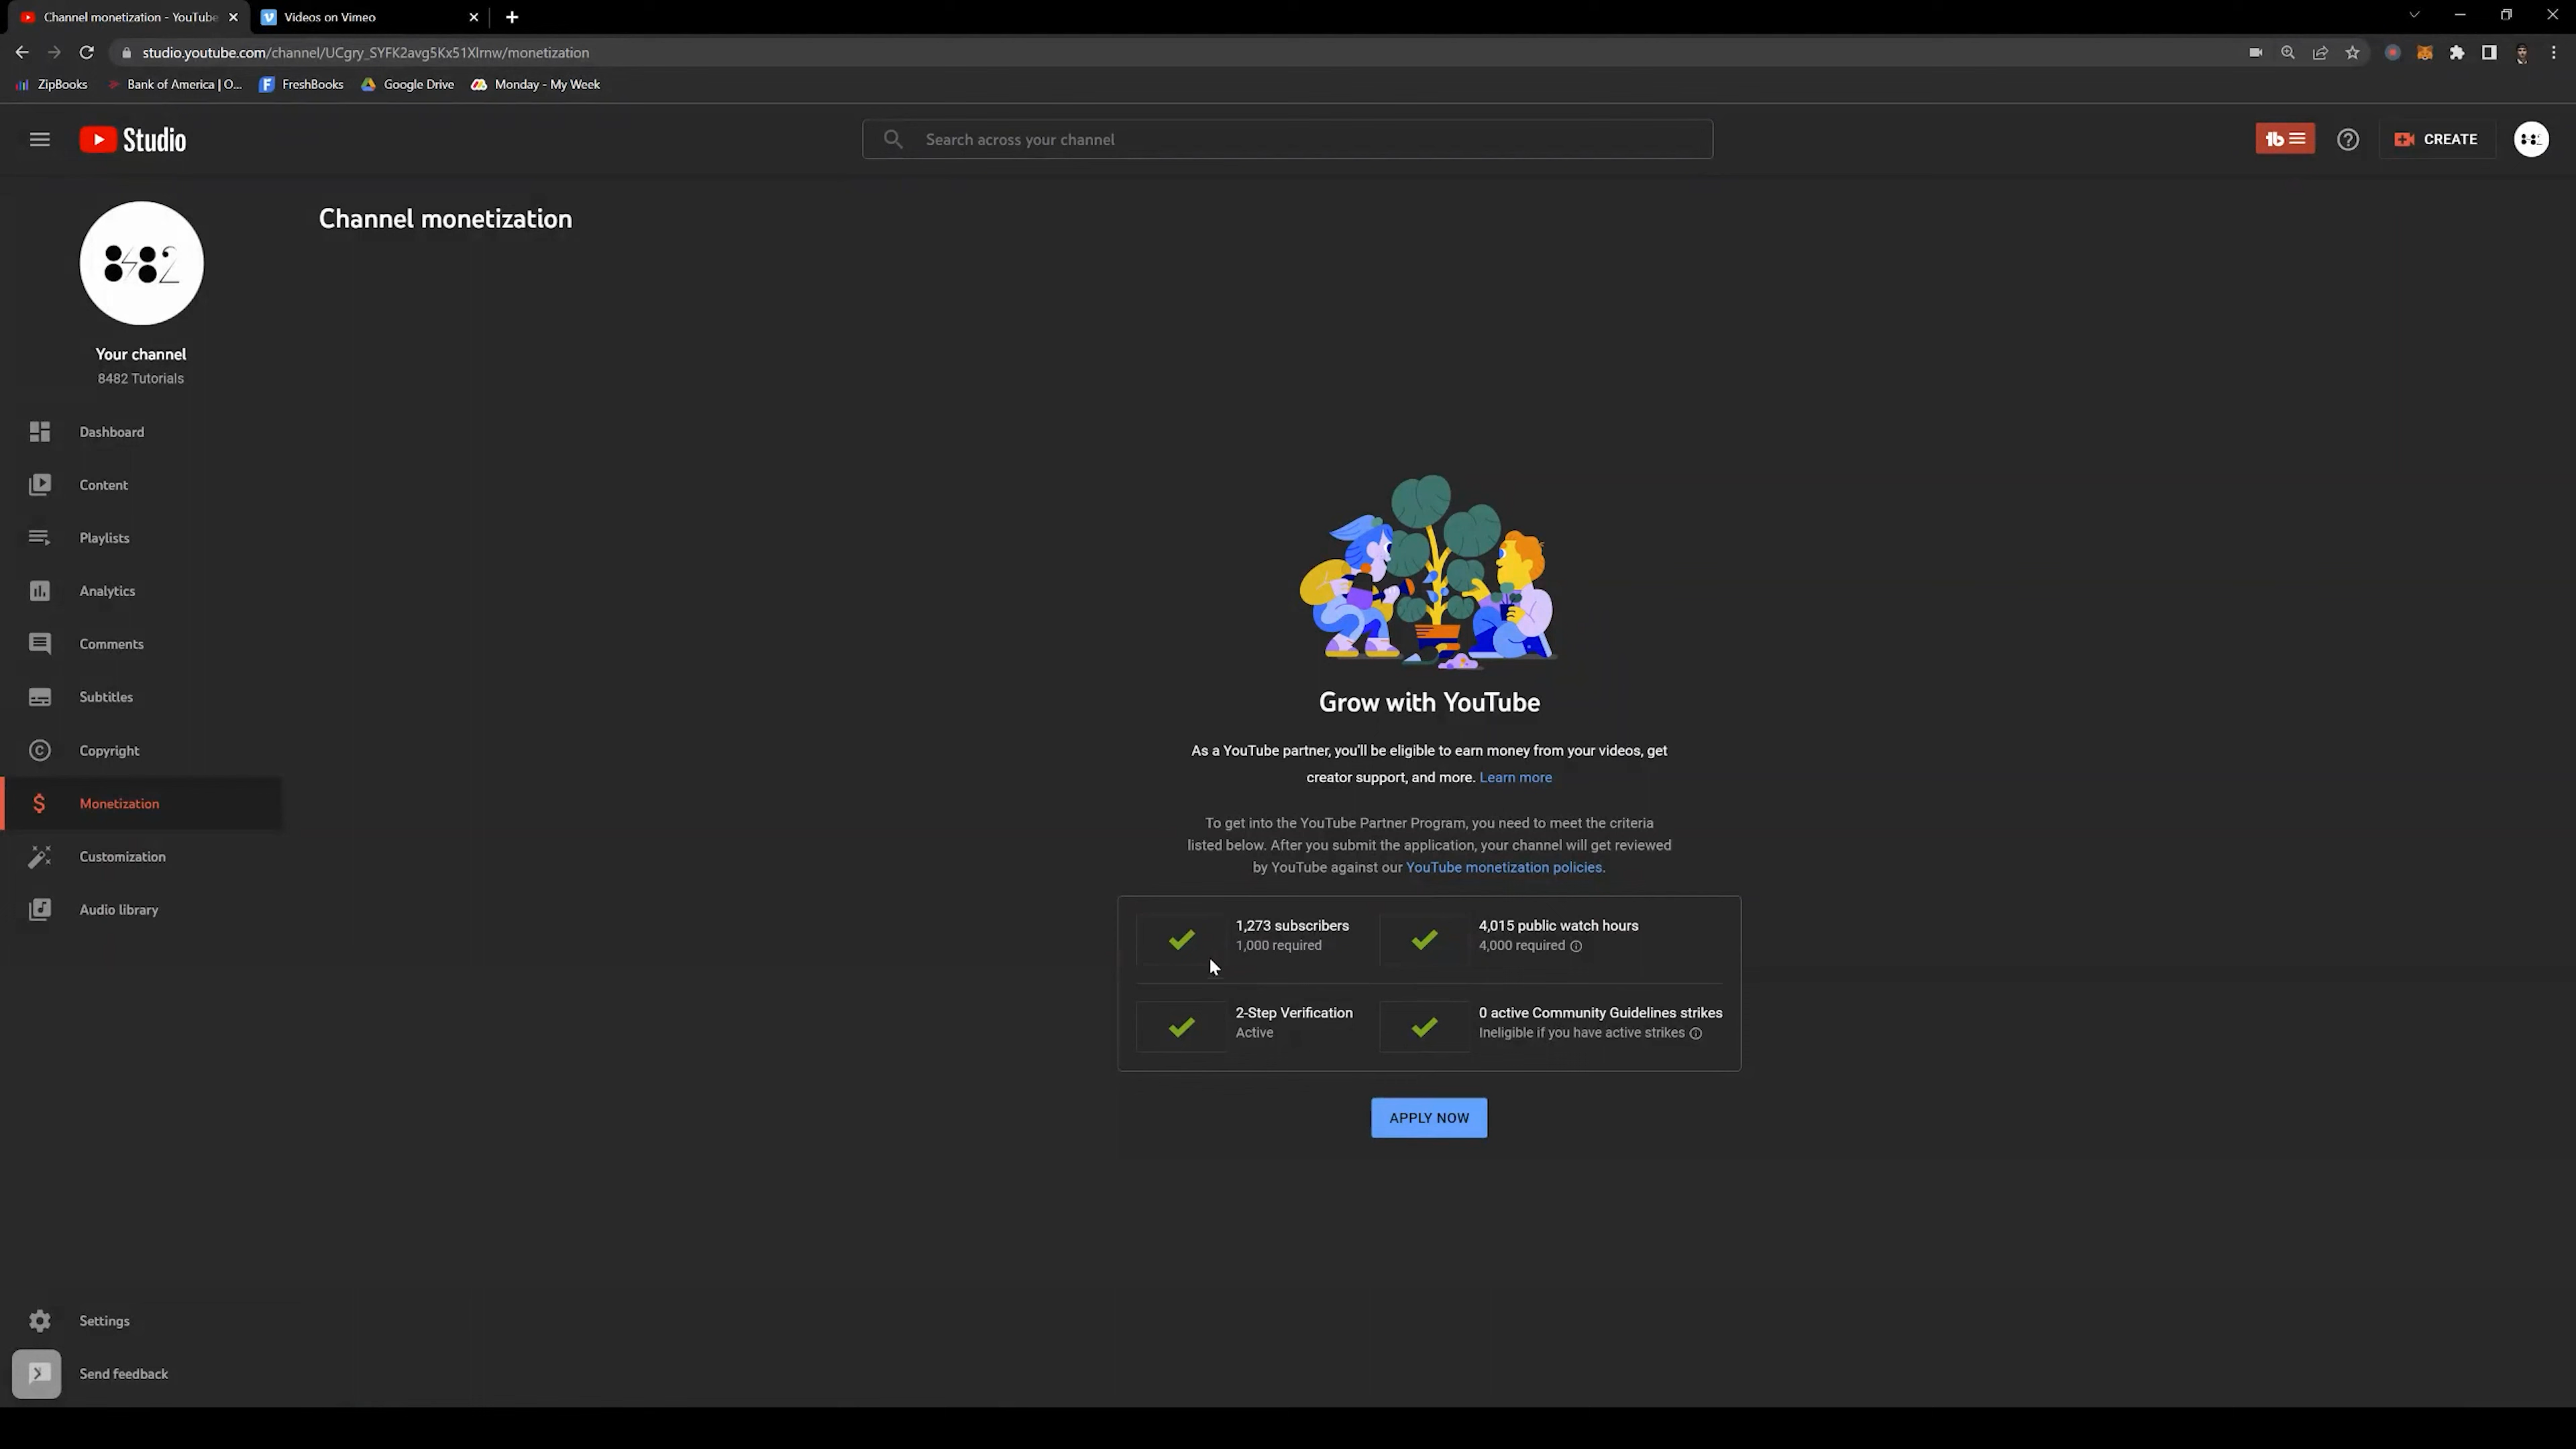 Channel monetization - YouTube
Videos on Vimeo
studio.youtube.com/channel/UCgry_SYFK2avg5Kx51XIrnw/monetization
ZipBooks
Bank of America | O...
FreshBooks
Google Drive
Monday - My Week
Studio
Search across your channel
tb
CREATE
8482
Channel monetization
Your channel
8482 Tutorials
Dashboard
Content
Playlists
Analytics
Comments
Subtitles
Copyright
Monetization
Customization
Audio library
Grow with YouTube
As a YouTube partner, you'll be eligible to earn money from your videos, get
creator support, and more. Learn more
To get into the YouTube Partner Program, you need to meet the criteria
listed below. After you submit the application, your channel will get reviewed
by YouTube against our YouTube monetization policies.
1,273 subscribers
1,000 required
4,015 public watch hours
4,000 required
2-Step Verification
Active
0 active Community Guidelines strikes
Ineligible if you have active strikes
APPLY NOW
Settings
Send feedback